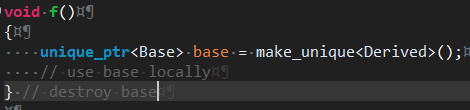 void f()
{
    unique_ptr<Base> base = make_unique<Derived>();
    // use base locally
} // destroy base